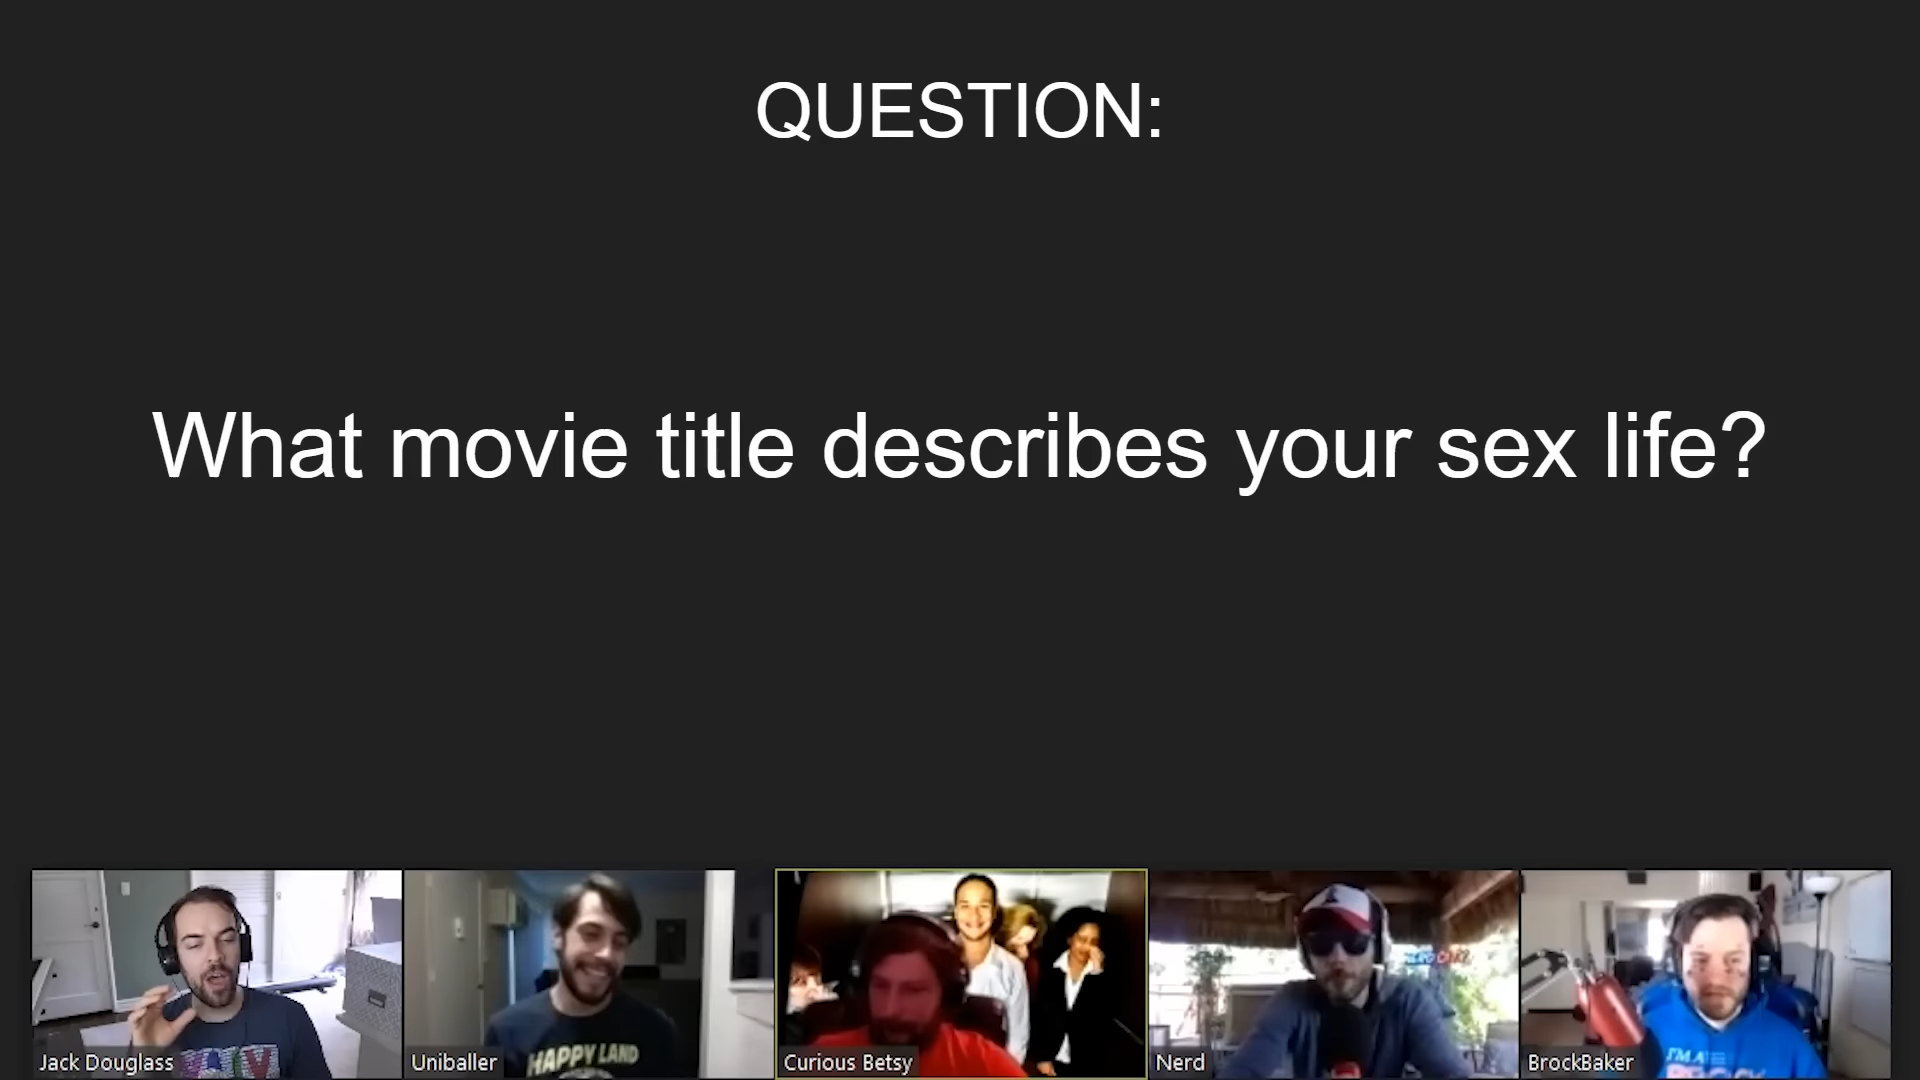 QUESTION:
What movie title describes your sex life?
HAPPY LAND
I'M A
Jack Douglass
Uniballer
Curious Betsy
Nerd
BrockBaker